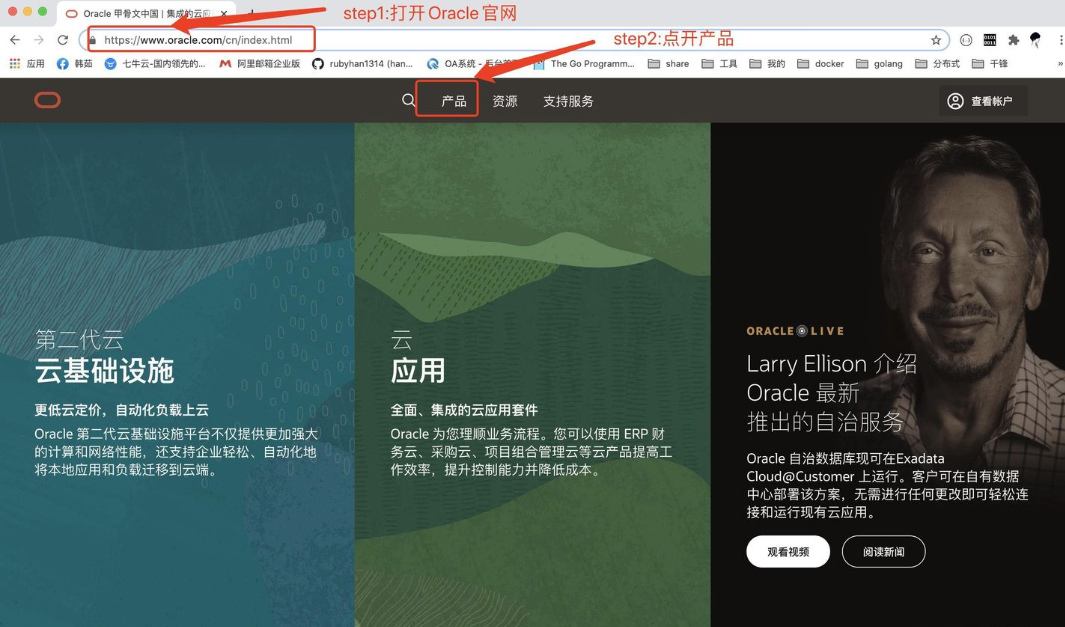 Oracle 甲骨文中国 | 集成的云应
step1:打开Oracle官网
https://www.oracle.com/cn/index.html
step2:点开产品
应用
韩茹
七牛云-国内领先的...
阿里邮箱企业版
rubyhan1314 (han...
OA系统 - 后台管
The Go Programm...
share
工具
我的
docker
golang
分布式
千锋
产品
资源
支持服务
查看帐户
第二代云
云基础设施
更低云定价，自动化负载上云
Oracle 第二代云基础设施平台不仅提供更加强大
的计算和网络性能，还支持企业轻松、自动化地
将本地应用和负载迁移到云端。
云
应用
全面、集成的云应用套件
Oracle 为您理顺业务流程。您可以使用 ERP 财
务云、采购云、项目组合管理云等云产品提高工
作效率，提升控制能力并降低成本。
ORACLE LIVE
Larry Ellison 介绍
Oracle 最新
推出的自治服务
Oracle 自治数据库现可在Exadata
Cloud@Customer 上运行。客户可在自有数据
中心部署该方案，无需进行任何更改即可轻松连
接和运行现有云应用。
观看视频
阅读新闻